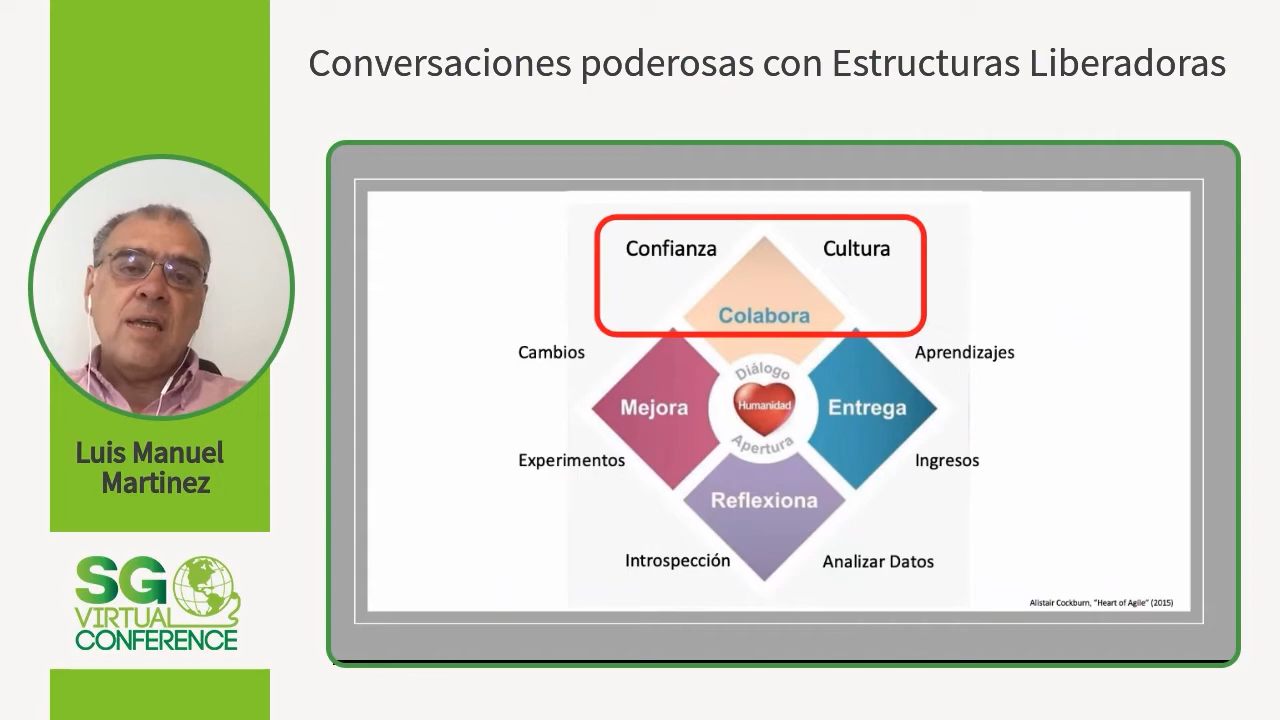 Conversaciones poderosas con Estructuras Liberadoras
Luis Manuel
Martinez
SG
VIRTUAL
CONFERENCE
Confianza
Cultura
Colabora
Cambios
Aprendizajes
Diálogo
Mejora
Humanidad
Entrega
Apertura
Experimentos
Ingresos
Reflexiona
Introspección
Analizar Datos
Alistair Cockburn, "Heart of Agile" (2015)